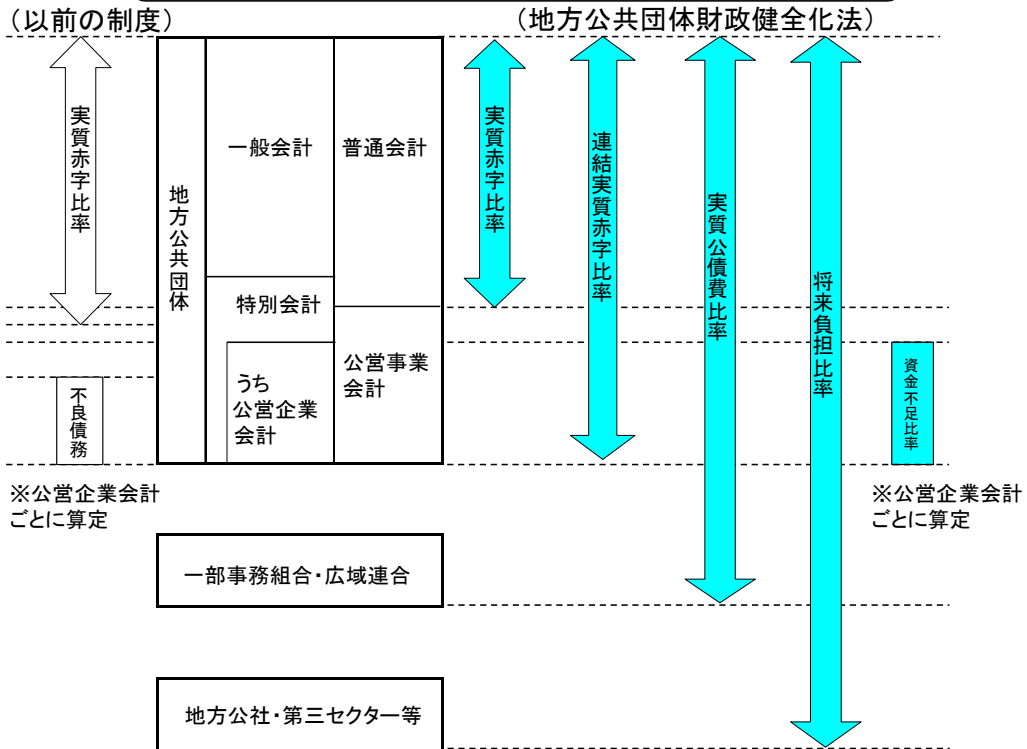 （以前の制度）
（地方公共団体財政健全化法）
実質赤字比率
地方公共団体
一般会計
普通会計
実質赤字比率
連結実質赤字比率
実質公債費比率
将来負担比率
特別会計
公営事業
会計
うち
公営企業
会計
不良債務
資金不足比率
※公営企業会計
ごとに算定
※公営企業会計
ごとに算定
一部事務組合・広域連合
地方公社・第三セクター等